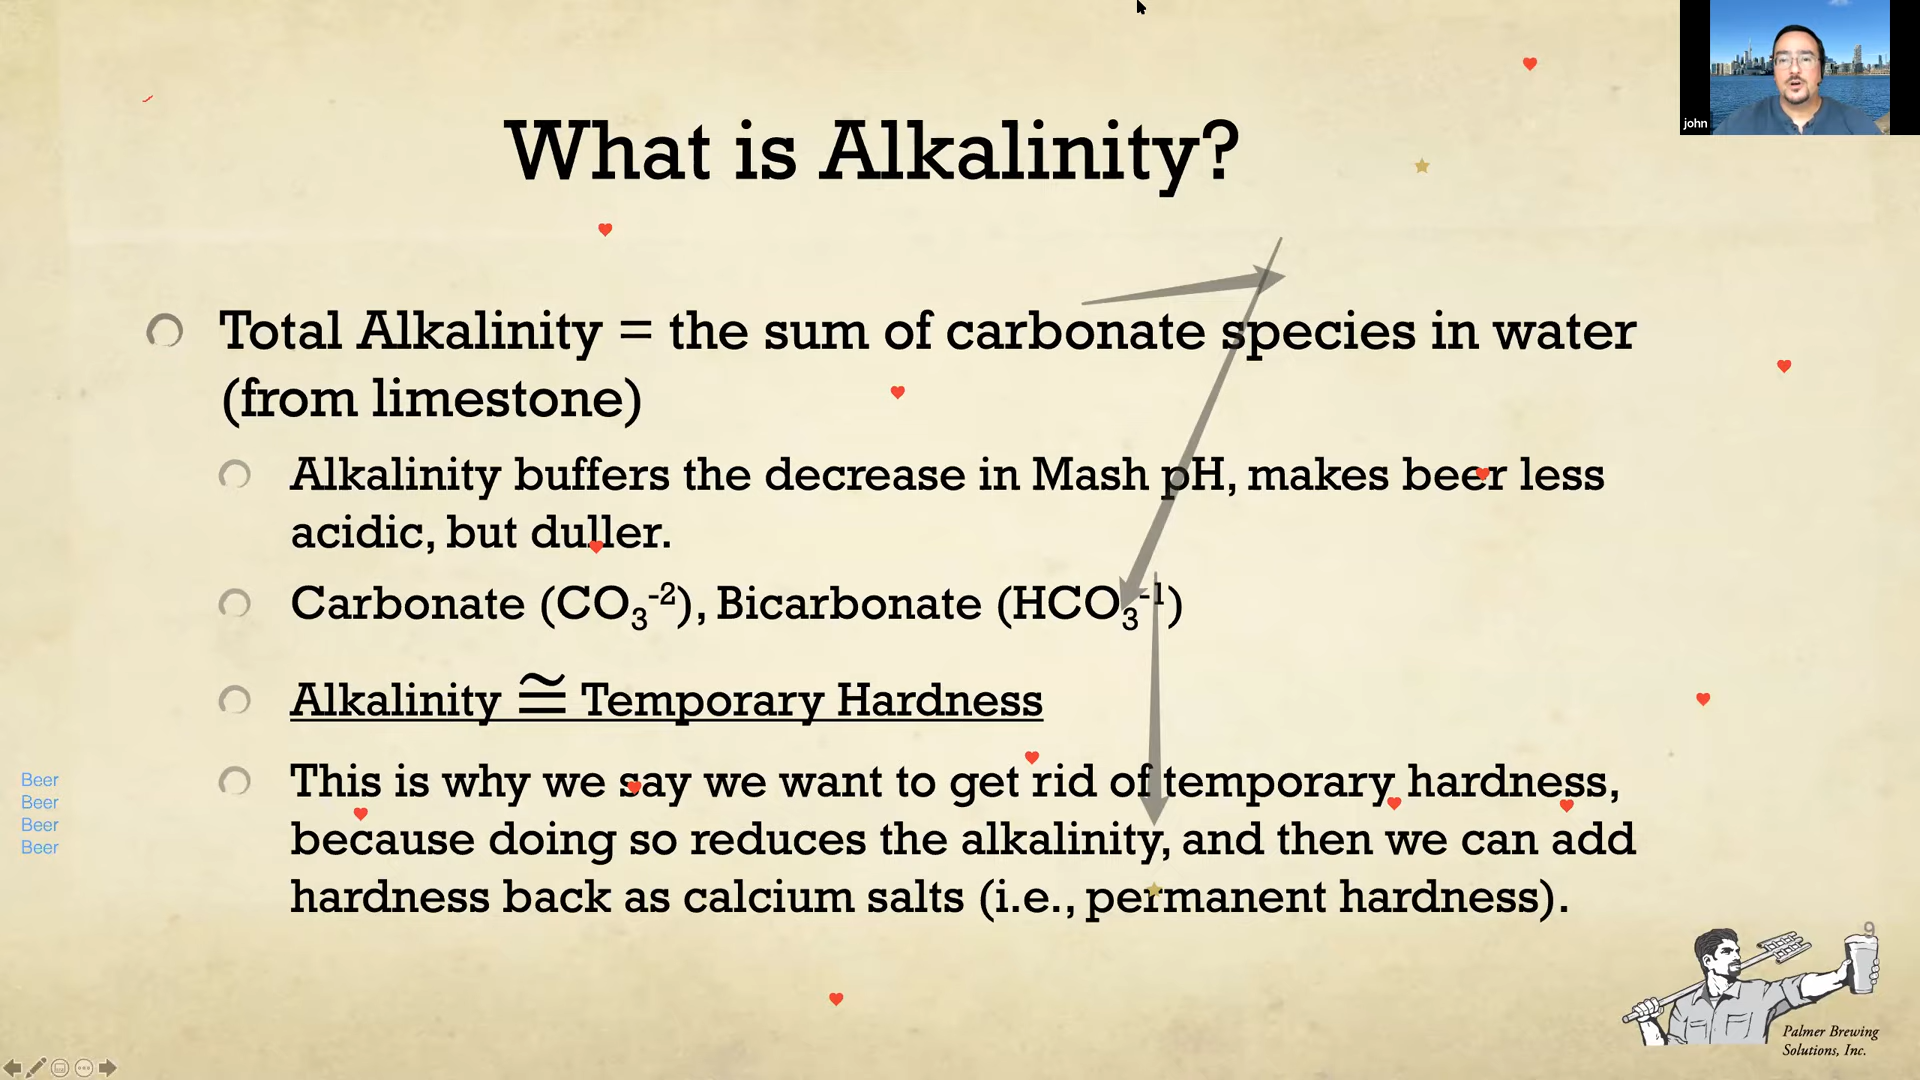 john
What is Alkalinity?
Total Alkalinity = the sum of carbonate species in water
(from limestone)
Alkalinity buffers the decrease in Mash pH, makes beer less
acidic, but duller.
Carbonate (CO₃⁻²), Bicarbonate (HCO₃⁻¹)
Alkalinity ≅ Temporary Hardness
This is why we say we want to get rid of temporary hardness,
because doing so reduces the alkalinity, and then we can add
hardness back as calcium salts (i.e., permanent hardness).
Beer
Beer
Beer
Beer
9
Palmer Brewing
Solutions, Inc.